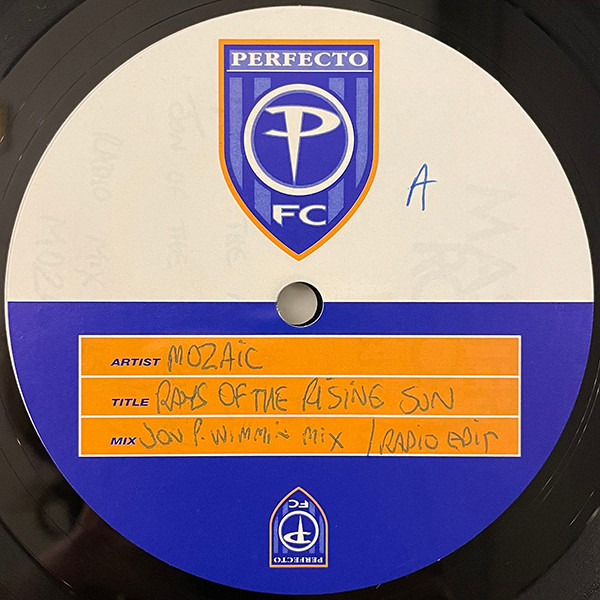 PERFECTO
P
FC
A
ARTIST MOZAIC
TITLE RAYS OF THE RISING SUN
MIX JON P. WIMMIN MIX / RADIO EDIT
FC
P
PERFECTO